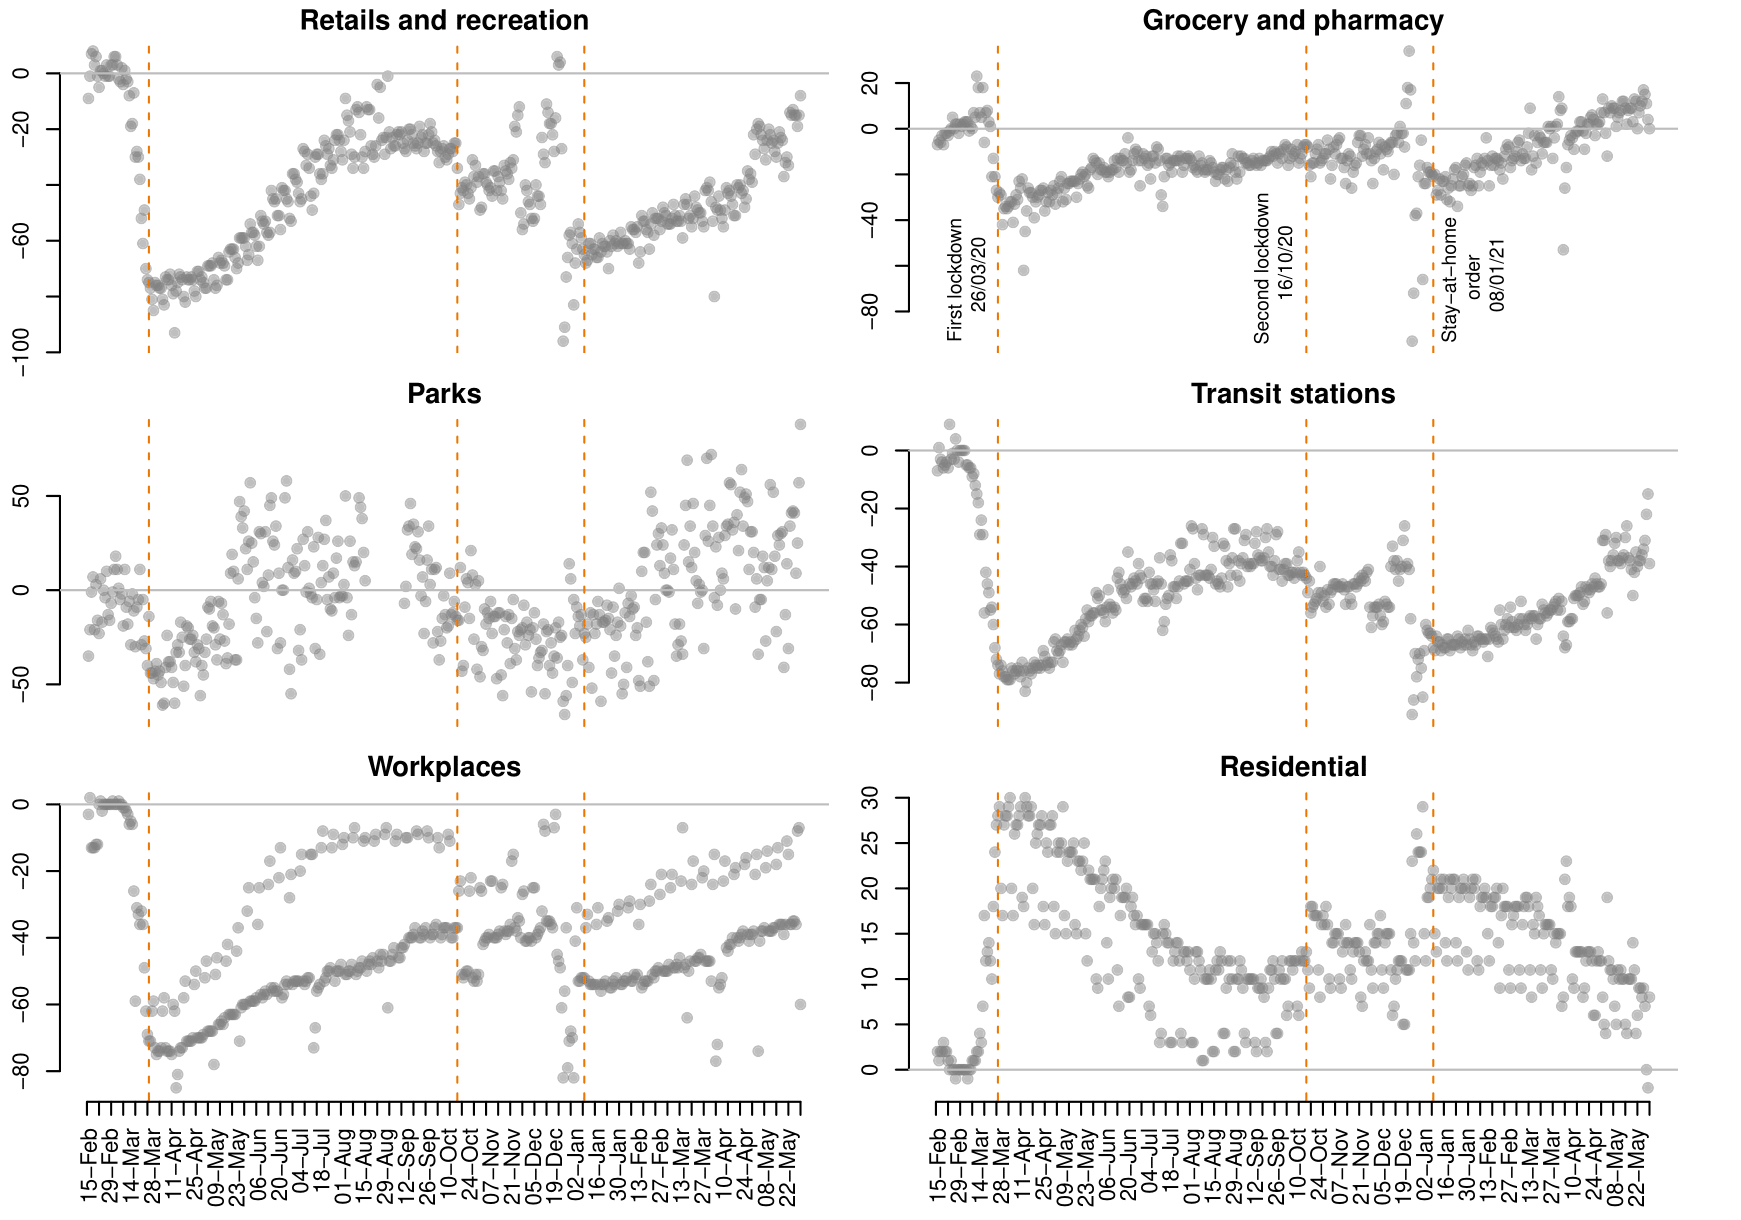 Retails and recreation
0
−20
−60
−100
Grocery and pharmacy
20
0
−40
−80
First lockdown
26/03/20
Second lockdown
16/10/20
Stay−at−home
order
08/01/21
Parks
50
0
−50
Transit stations
0
−20
−40
−60
−80
Workplaces
0
−20
−40
−60
−80
15−Feb
29−Feb
14−Mar
28−Mar
11−Apr
25−Apr
09−May
23−May
06−Jun
20−Jun
04−Jul
18−Jul
01−Aug
15−Aug
29−Aug
12−Sep
26−Sep
10−Oct
24−Oct
07−Nov
21−Nov
05−Dec
19−Dec
02−Jan
16−Jan
30−Jan
13−Feb
27−Feb
13−Mar
27−Mar
10−Apr
24−Apr
08−May
22−May
Residential
30
25
20
15
10
5
0
15−Feb
29−Feb
14−Mar
28−Mar
11−Apr
25−Apr
09−May
23−May
06−Jun
20−Jun
04−Jul
18−Jul
01−Aug
15−Aug
29−Aug
12−Sep
26−Sep
10−Oct
24−Oct
07−Nov
21−Nov
05−Dec
19−Dec
02−Jan
16−Jan
30−Jan
13−Feb
27−Feb
13−Mar
27−Mar
10−Apr
24−Apr
08−May
22−May